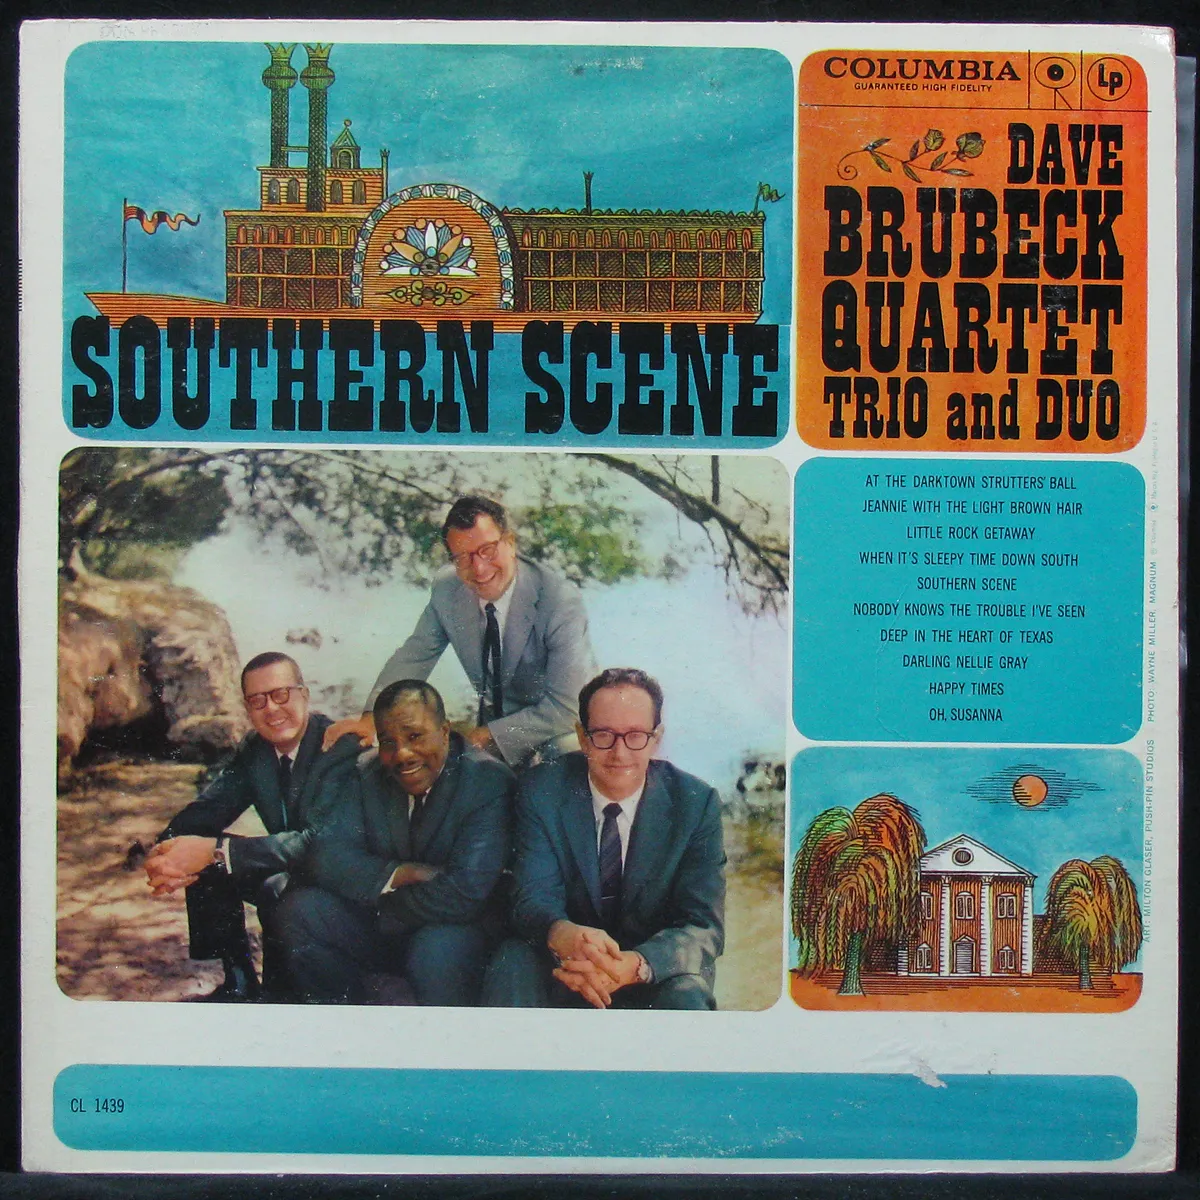 COLUMBIA
GUARANTEED HIGH FIDELITY
LP
DAVE
BRUBECK
QUARTET
TRIO and DUO
SOUTHERN SCENE
AT THE DARKTOWN STRUTTERS' BALL
JEANNIE WITH THE LIGHT BROWN HAIR
LITTLE ROCK GETAWAY
WHEN IT'S SLEEPY TIME DOWN SOUTH
SOUTHERN SCENE
NOBODY KNOWS THE TROUBLE I'VE SEEN
DEEP IN THE HEART OF TEXAS
DARLING NELLIE GRAY
HAPPY TIMES
OH, SUSANNA
ART: MILTON GLASER, PUSH-PIN STUDIOS PHOTO: WAYNE MILLER, MAGNUM
CL 1439